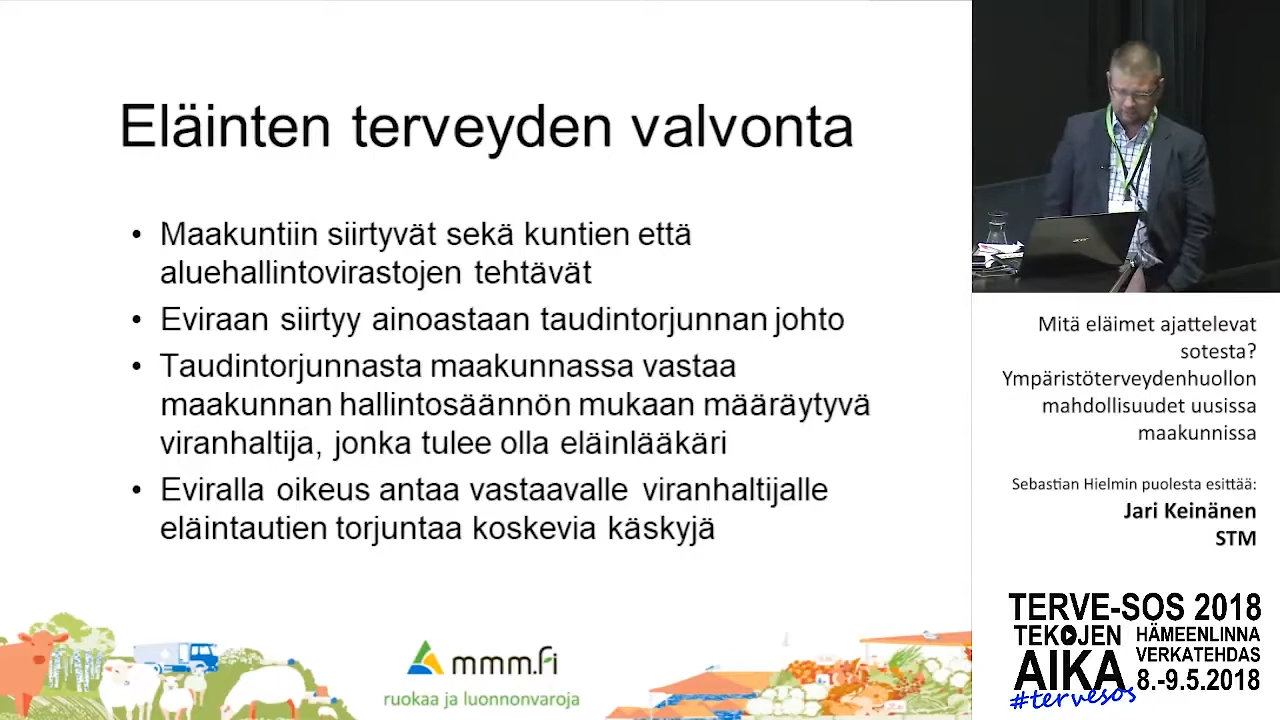 Eläinten terveyden valvonta
• Maakuntiin siirtyvät sekä kuntien että
aluehallintovirastojen tehtävät
• Eviraan siirtyy ainoastaan taudintorjunnan johto
• Taudintorjunnasta maakunnassa vastaa
maakunnan hallintosäännön mukaan määräytyvä
viranhaltija, jonka tulee olla eläinlääkäri
• Eviralla oikeus antaa vastaavalle viranhaltijalle
eläintautien torjuntaa koskevia käskyjä
mmm.fi
ruokaa ja luonnonvaroja
acer
Mitä eläimet ajattelevat
sotesta?
Ympäristöterveydenhuollon
mahdollisuudet uusissa
maakunnissa
Sebastian Hielmin puolesta esittää:
Jari Keinänen
STM
TERVE-SOS 2018
TEKOJEN
AIKA
HÄMEENLINNA
VERKATEHDAS
8.-9.5.2018
#tervesos